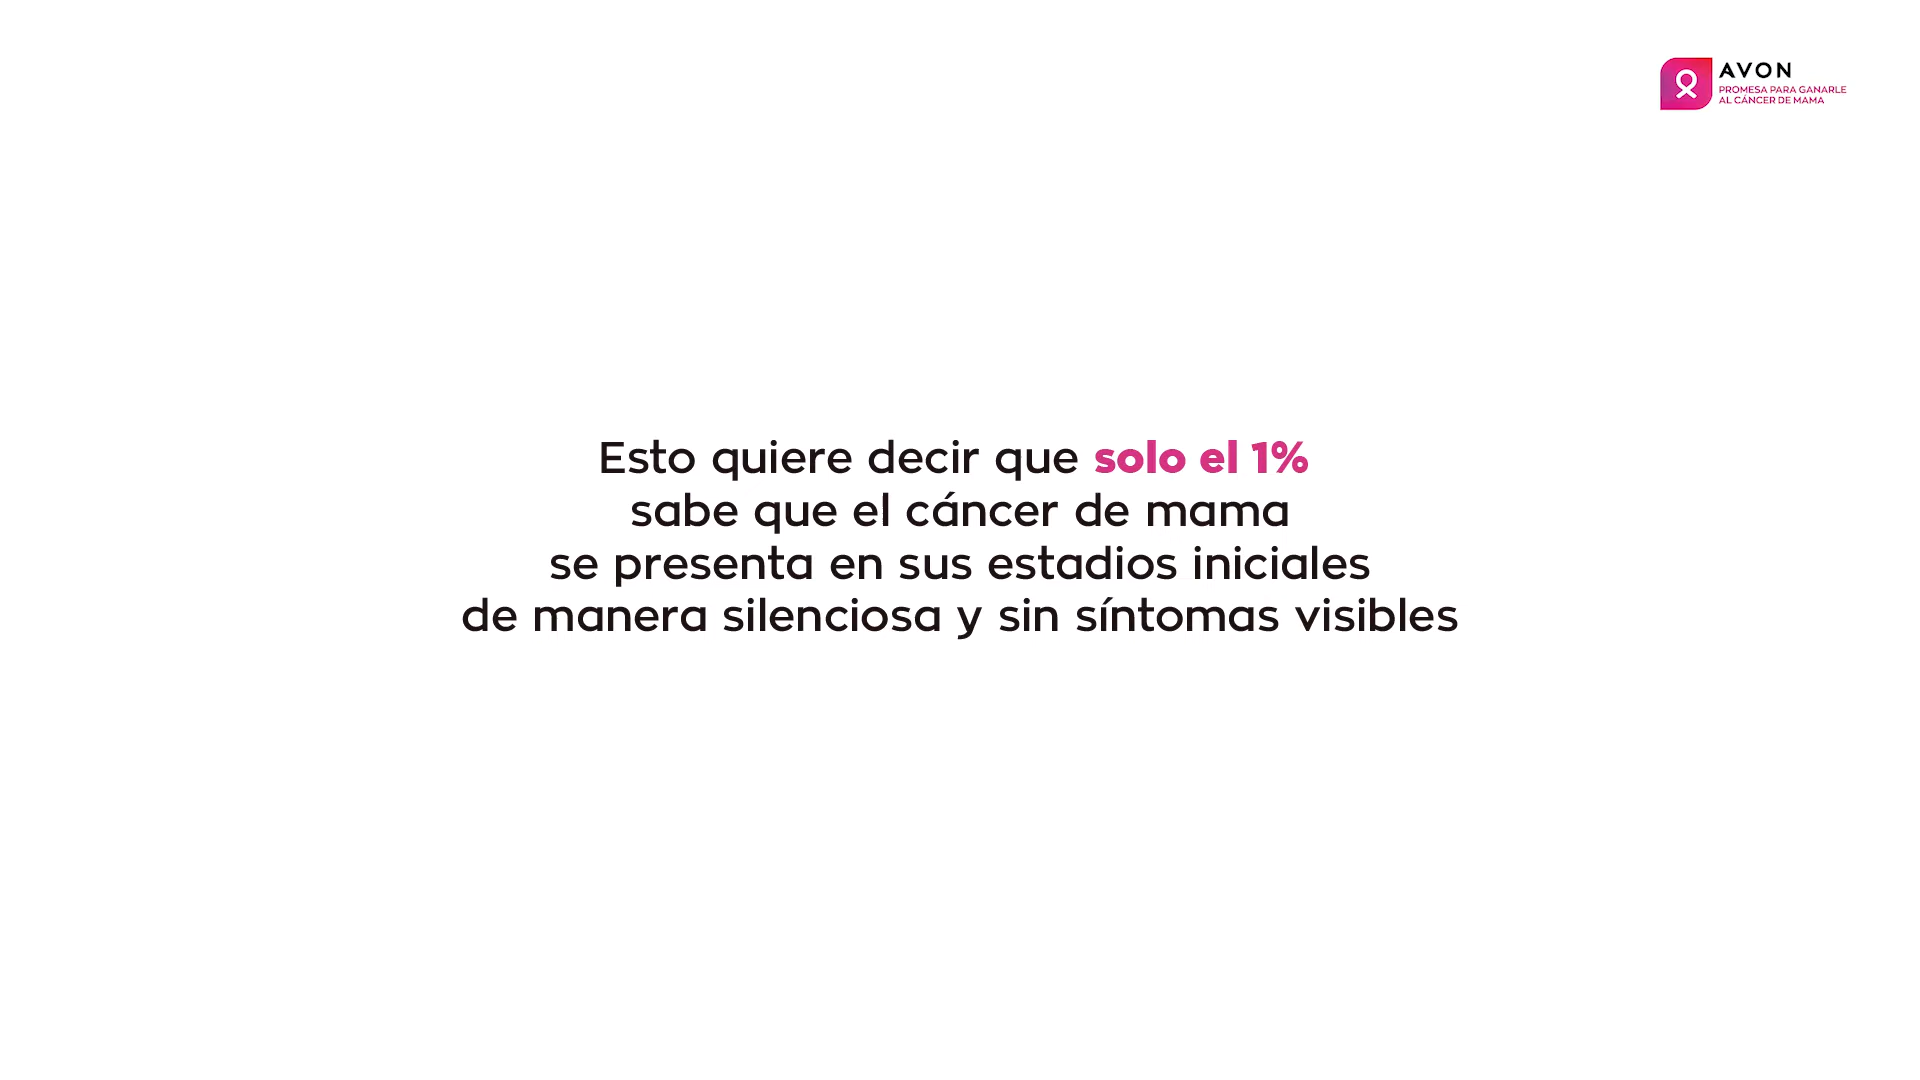 AVON
PROMESA PARA GANARLE
AL CÁNCER DE MAMA
Esto quiere decir que solo el 1%
sabe que el cáncer de mama
se presenta en sus estadios iniciales
de manera silenciosa y sin síntomas visibles